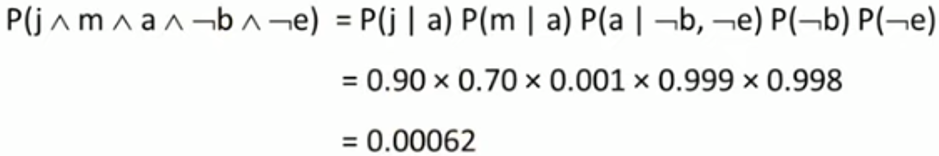 P(j ∧ m ∧ a ∧ ¬b ∧ ¬e) = P(j | a) P(m | a) P(a | ¬b, ¬e) P(¬b) P(¬e)
= 0.90 × 0.70 × 0.001 × 0.999 × 0.998
= 0.00062